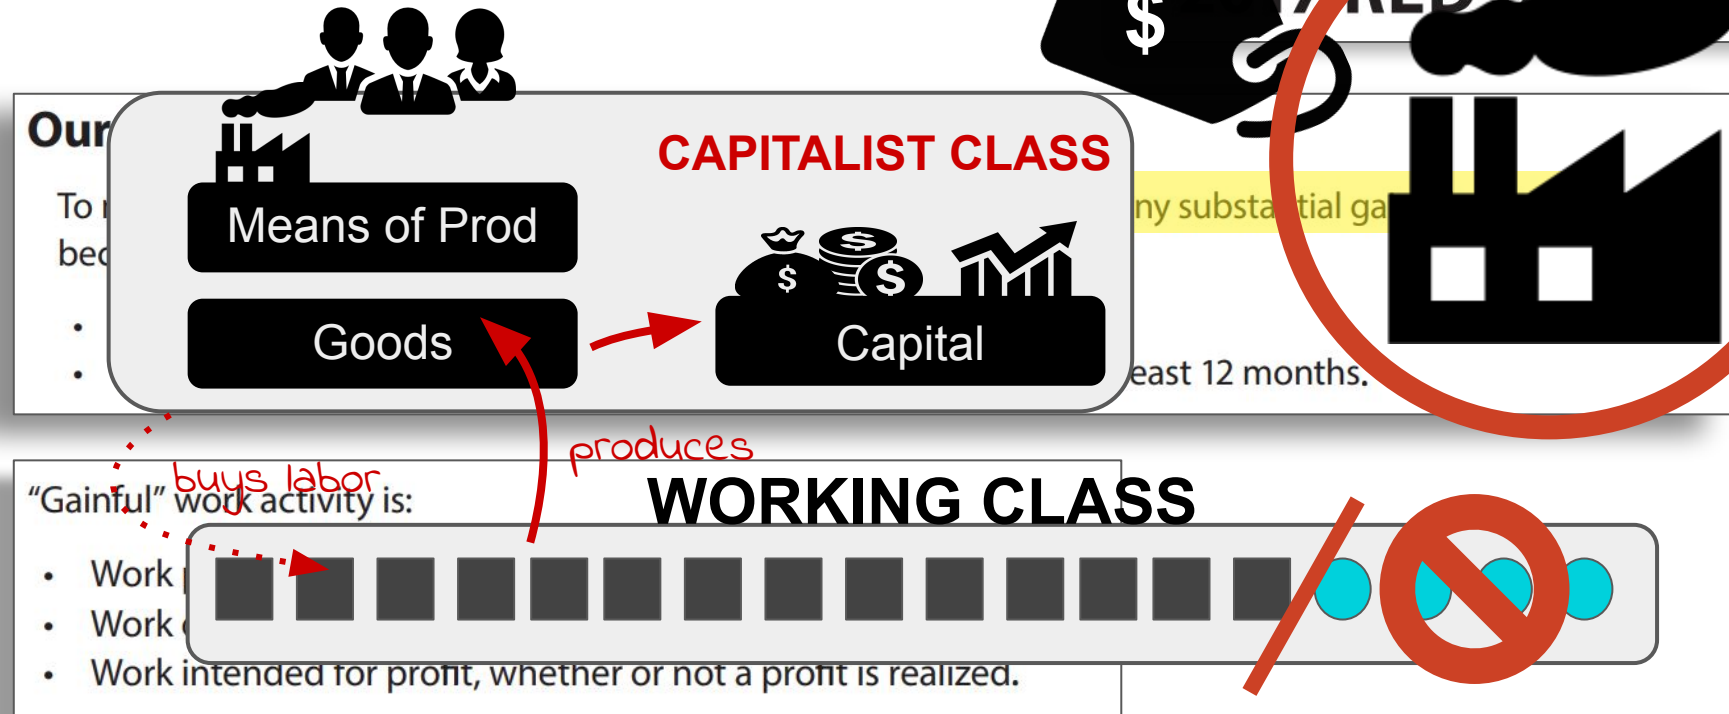 $
Our
CAPITALIST CLASS
To
ny substantial ga
Means of Prod
bec
$
$
$
Goods
Capital
east 12 months.
produces
buys labor
"Gainful" work activity is:
WORKING CLASS
• Work
• Work
• Work intended for profit, whether or not a profit is realized.